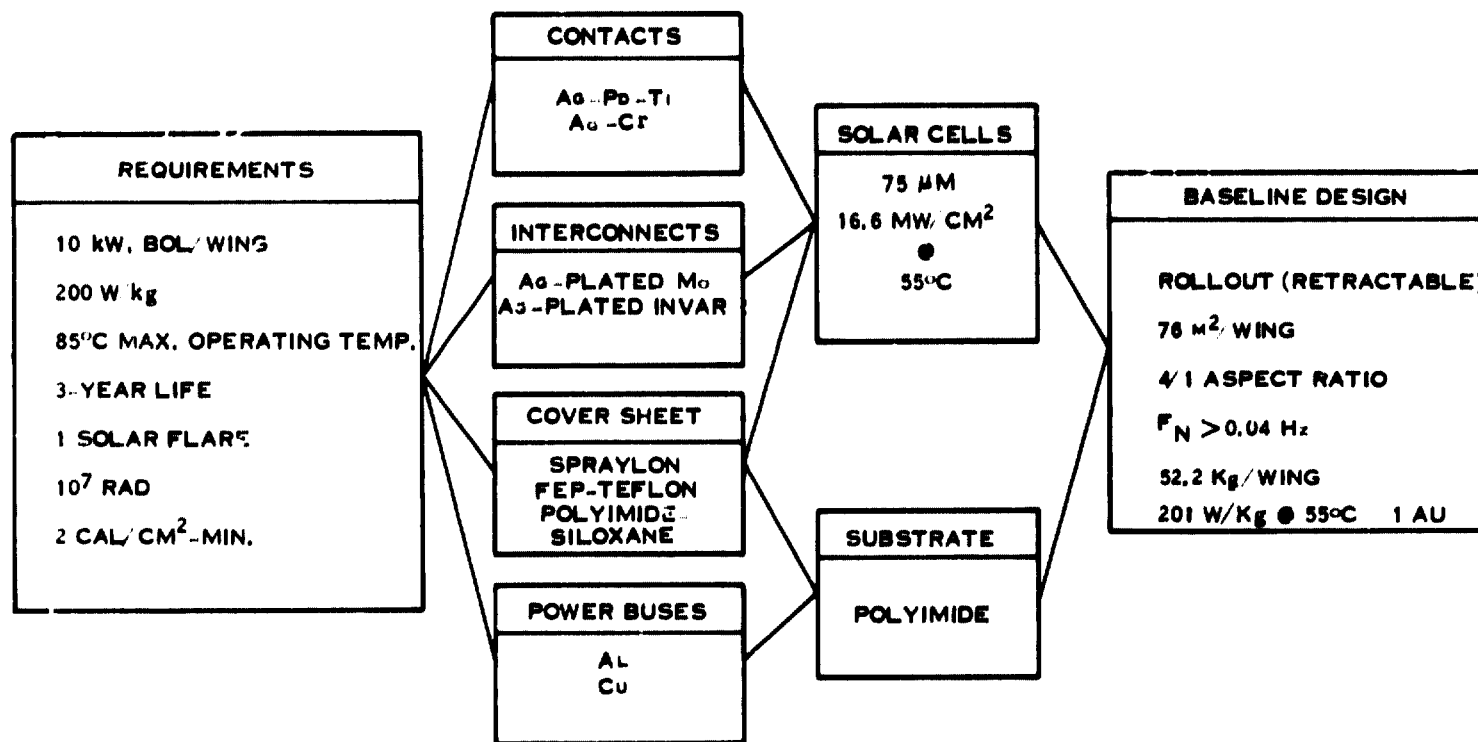 REQUIREMENTS
10 kW, BOL/WING
200 W/kg
85°C MAX. OPERATING TEMP.
3-YEAR LIFE
1 SOLAR FLARE
10⁷ RAD
2 CAL/CM²-MIN.
CONTACTS
AG-PD-TI
AG-CR
INTERCONNECTS
AG-PLATED MO
AG-PLATED INVAR
COVER SHEET
SPRAYLON
FEP-TEFLON
POLYIMIDE-
SILOXANE
POWER BUSES
AL
CU
SOLAR CELLS
75 µM
16.6 MW/CM²
@
55°C
SUBSTRATE
POLYIMIDE
BASELINE DESIGN
ROLLOUT (RETRACTABLE)
76 M²/WING
4/1 ASPECT RATIO
F_N > 0.04 Hz
52.2 Kg/WING
201 W/Kg @ 55°C 1 AU